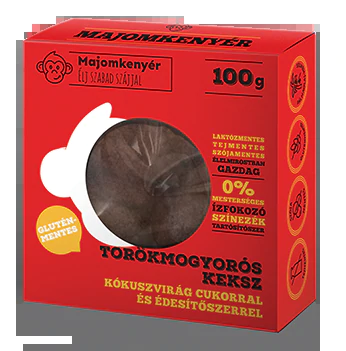 MAJOMKENYÉR
Majomkenyér
ÉLJ SZABAD SZÁJJAL
100g
LAKTÓZMENTES
TEJMENTES
SZÓJAMENTES
ÉLELMIROSTBAN
GAZDAG
0%
MESTERSÉGES
ÍZFOKOZÓ
SZÍNEZÉK
TARTÓSÍTÓSZER
GLUTÉN-
MENTES
TÖRÖKMOGYORÓS
KEKSZ
KÓKUSZVIRÁG CUKORRAL
ÉS ÉDESÍTŐSZERREL